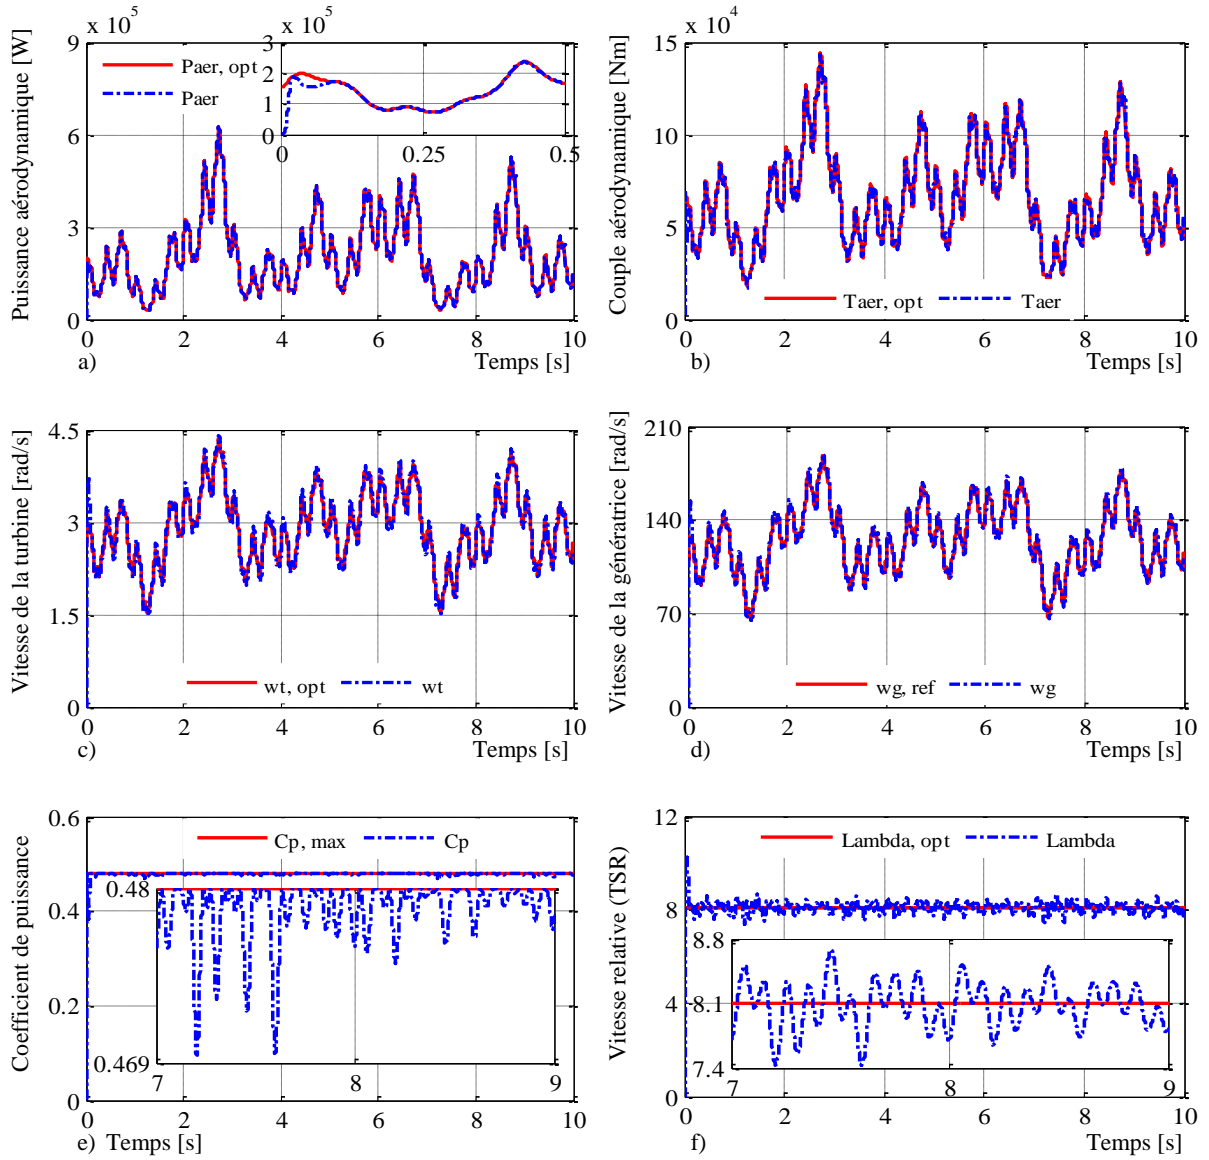 x 10^5
Puissance aérodynamique [W]
9
6
3
0
Paer, opt
Paer
x 10^5
3
2
1
0
0 0.25 0.5
0 2 4 6 8 10
a) Temps [s]
x 10^4
Couple aérodynamique [Nm]
15
10
5
0
Taer, opt Taer
0 2 4 6 8 10
b) Temps [s]
Vitesse de la turbine [rad/s]
4.5
3
1.5
0
wt, opt wt
0 2 4 6 8 10
c) Temps [s]
Vitesse de la génératrice [rad/s]
210
140
70
0
wg, ref wg
0 2 4 6 8 10
d) Temps [s]
Coefficient de puissance
0.6
0.4
0.2
0
Cp, max Cp
0.48
0.469
7 8 9
0 2 4 6 8 10
e) Temps [s]
Vitesse relative (TSR)
12
8
4
0
Lambda, opt Lambda
8.8
8.1
7.4
7 8 9
0 2 4 6 8 10
f) Temps [s]